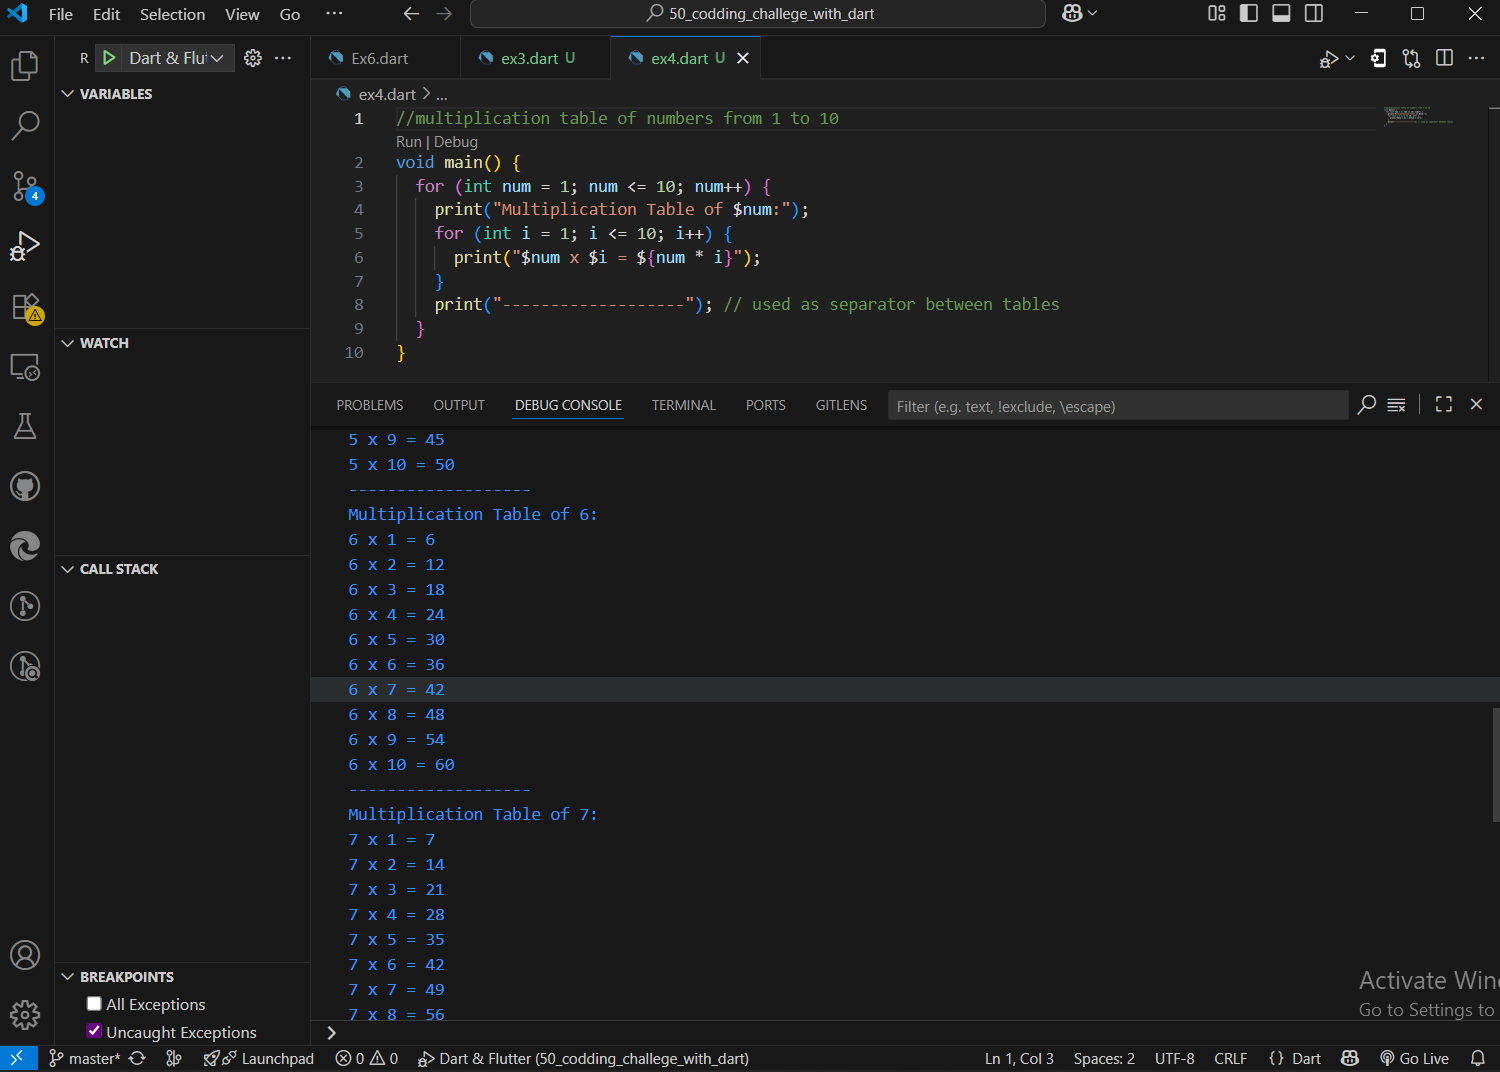 File Edit Selection View Go ··· 50_codding_challege_with_dart
R Dart & Flut ···
Ex6.dart ex3.dart U ex4.dart U
VARIABLES
WATCH
CALL STACK
BREAKPOINTS
All Exceptions
Uncaught Exceptions
4
ex4.dart > ...
1 //multiplication table of numbers from 1 to 10
Run | Debug
2 void main() {
3 for (int num = 1; num <= 10; num++) {
4 print("Multiplication Table of $num:");
5 for (int i = 1; i <= 10; i++) {
6 print("$num x $i = ${num * i}");
7 }
8 print("-------------------"); // used as separator between tables
9 }
10 }
PROBLEMS OUTPUT DEBUG CONSOLE TERMINAL PORTS GITLENS Filter (e.g. text, !exclude, \escape)
5 x 9 = 45
5 x 10 = 50
-------------------
Multiplication Table of 6:
6 x 1 = 6
6 x 2 = 12
6 x 3 = 18
6 x 4 = 24
6 x 5 = 30
6 x 6 = 36
6 x 7 = 42
6 x 8 = 48
6 x 9 = 54
6 x 10 = 60
-------------------
Multiplication Table of 7:
7 x 1 = 7
7 x 2 = 14
7 x 3 = 21
7 x 4 = 28
7 x 5 = 35
7 x 6 = 42
7 x 7 = 49
7 x 8 = 56
Activate Win
Go to Settings to
master* Launchpad 0 0 Dart & Flutter (50_codding_challege_with_dart) Ln 1, Col 3 Spaces: 2 UTF-8 CRLF {} Dart Go Live